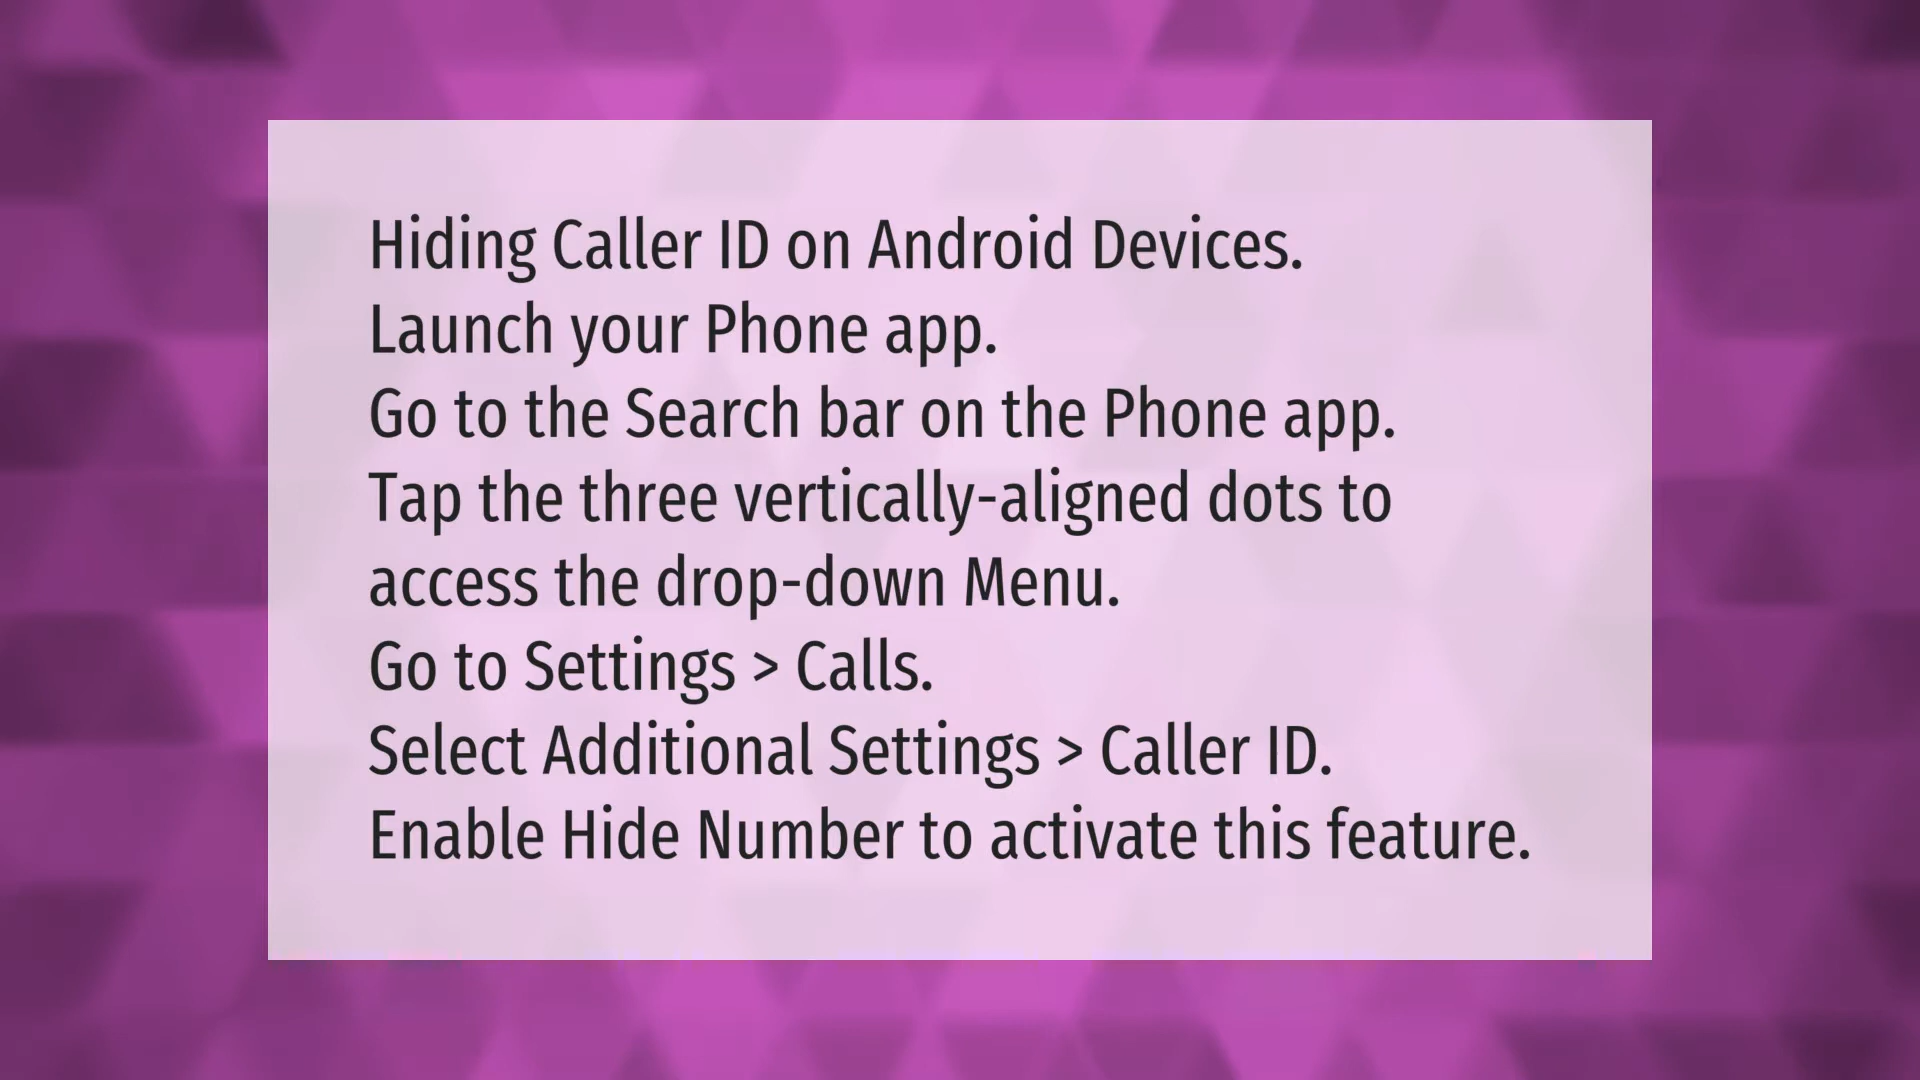 Hiding Caller ID on Android Devices.
Launch your Phone app.
Go to the Search bar on the Phone app.
Tap the three vertically-aligned dots to
access the drop-down Menu.
Go to Settings > Calls.
Select Additional Settings > Caller ID.
Enable Hide Number to activate this feature.